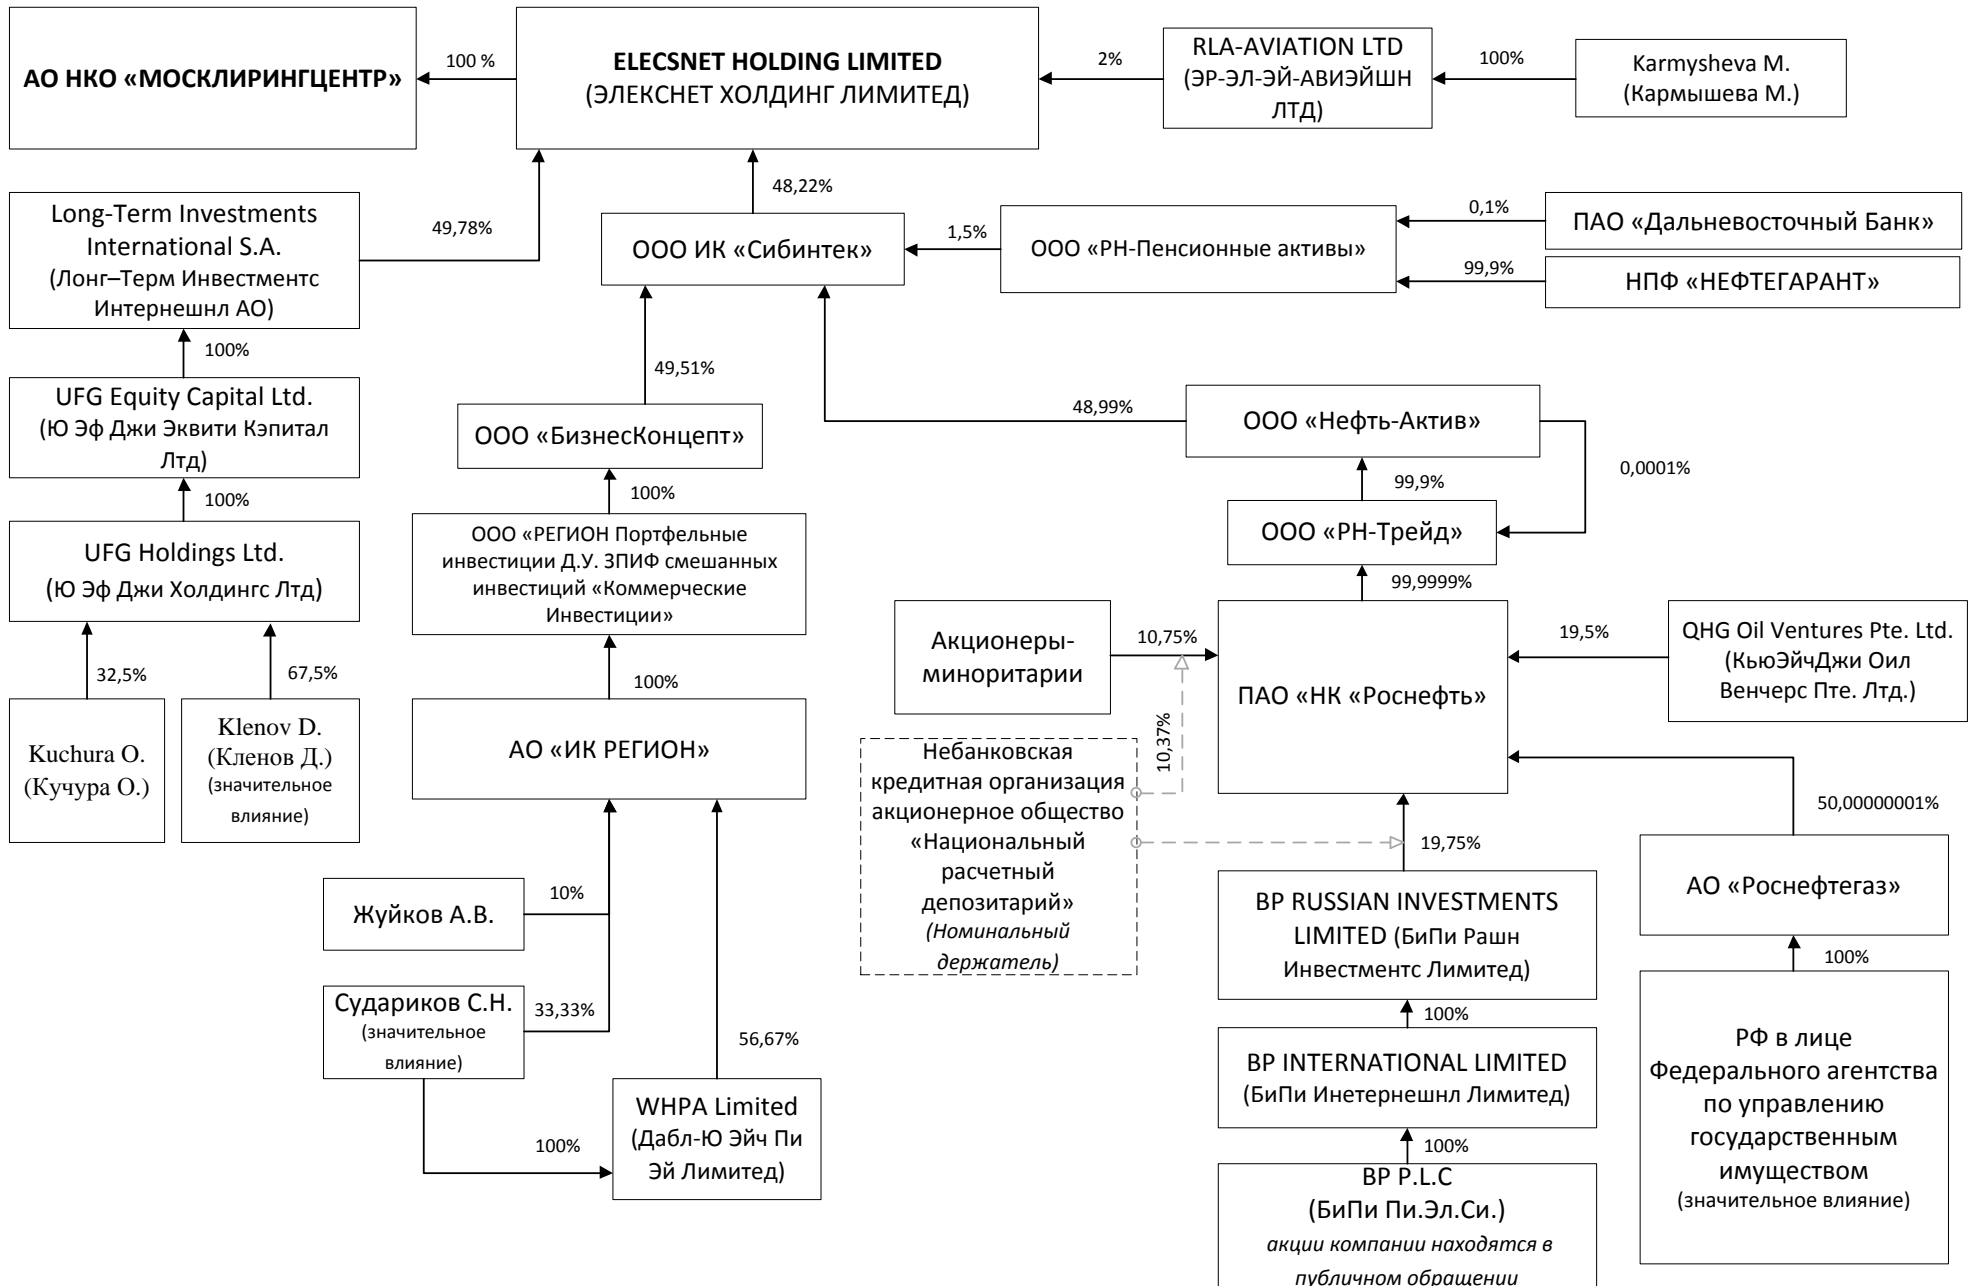 АО НКО «МОСКЛИРИНГЦЕНТР»
100 %
ELECSNET HOLDING LIMITED
(ЭЛЕКСНЕТ ХОЛДИНГ ЛИМИТЕД)
2%
RLA-AVIATION LTD
(ЭР-ЭЛ-ЭЙ-АВИЭЙШН
ЛТД)
100%
Karmysheva M.
(Кармышева М.)
Long-Term Investments
International S.A.
(Лонг–Терм Инвестментс
Интернешнл АО)
49,78%
48,22%
ООО ИК «Сибинтек»
1,5%
ООО «РН-Пенсионные активы»
0,1%
ПАО «Дальневосточный Банк»
99,9%
НПФ «НЕФТЕГАРАНТ»
100%
UFG Equity Capital Ltd.
(Ю Эф Джи Эквити Кэпитал
Лтд)
100%
UFG Holdings Ltd.
(Ю Эф Джи Холдингс Лтд)
32,5%
67,5%
Kuchura O.
(Кучура О.)
Klenov D.
(Кленов Д.)
(значительное
влияние)
49,51%
ООО «БизнесКонцепт»
100%
ООО «РЕГИОН Портфельные
инвестиции Д.У. ЗПИФ смешанных
инвестиций «Коммерческие
Инвестиции»
100%
АО «ИК РЕГИОН»
Жуйков А.В.
10%
Судариков С.Н.
(значительное
влияние)
33,33%
56,67%
100%
WHPA Limited
(Дабл-Ю Эйч Пи
Эй Лимитед)
48,99%
ООО «Нефть-Актив»
0,0001%
99,9%
ООО «РН-Трейд»
99,9999%
Акционеры-
миноритарии
10,75%
ПАО «НК «Роснефть»
19,5%
QHG Oil Ventures Pte. Ltd.
(КьюЭйчДжи Оил
Венчерс Пте. Лтд.)
10,37%
Небанковская
кредитная организация
акционерное общество
«Национальный
расчетный
депозитарий»
(Номинальный
держатель)
19,75%
50,00000001%
BP RUSSIAN INVESTMENTS
LIMITED (БиПи Рашн
Инвестментс Лимитед)
АО «Роснефтегаз»
100%
100%
BP INTERNATIONAL LIMITED
(БиПи Инетернешнл Лимитед)
РФ в лице
Федерального агентства
по управлению
государственным
имуществом
(значительное влияние)
100%
BP P.L.C
(БиПи Пи.Эл.Си.)
акции компании находятся в
публичном обращении